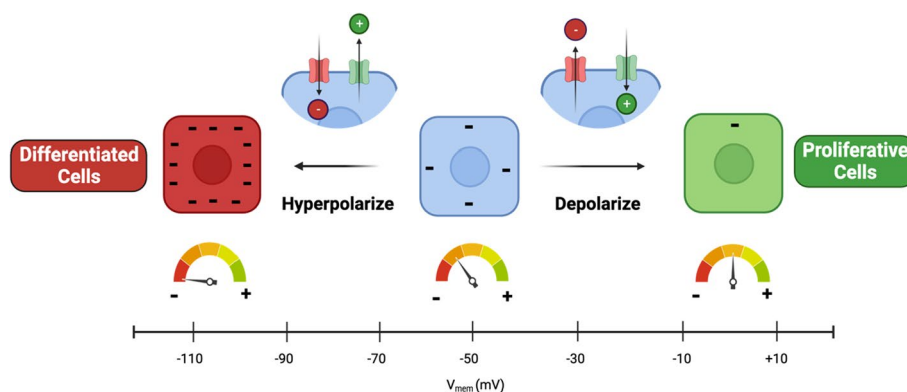 +
-
-
+
Differentiated
Cells
Hyperpolarize
Depolarize
Proliferative
Cells
- +
- +
- +
-110 -90 -70 -50 -30 -10 +10
Vmem (mV)